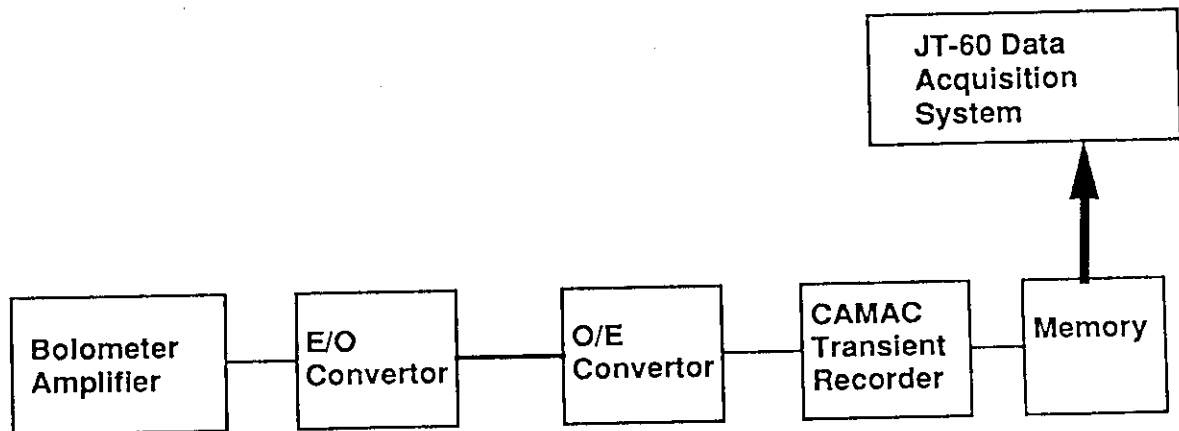 JT-60 Data
Acquisition
System
Bolometer
Amplifier
E/O
Convertor
O/E
Convertor
CAMAC
Transient
Recorder
Memory